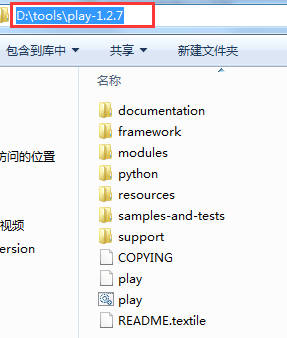 D:\tools\play-1.2.7
包含到库中 共享 新建文件夹
名称
documentation
framework
modules
python
访问的位置
resources
samples-and-tests
视频
support
ersion
COPYING
play
play
README.textile